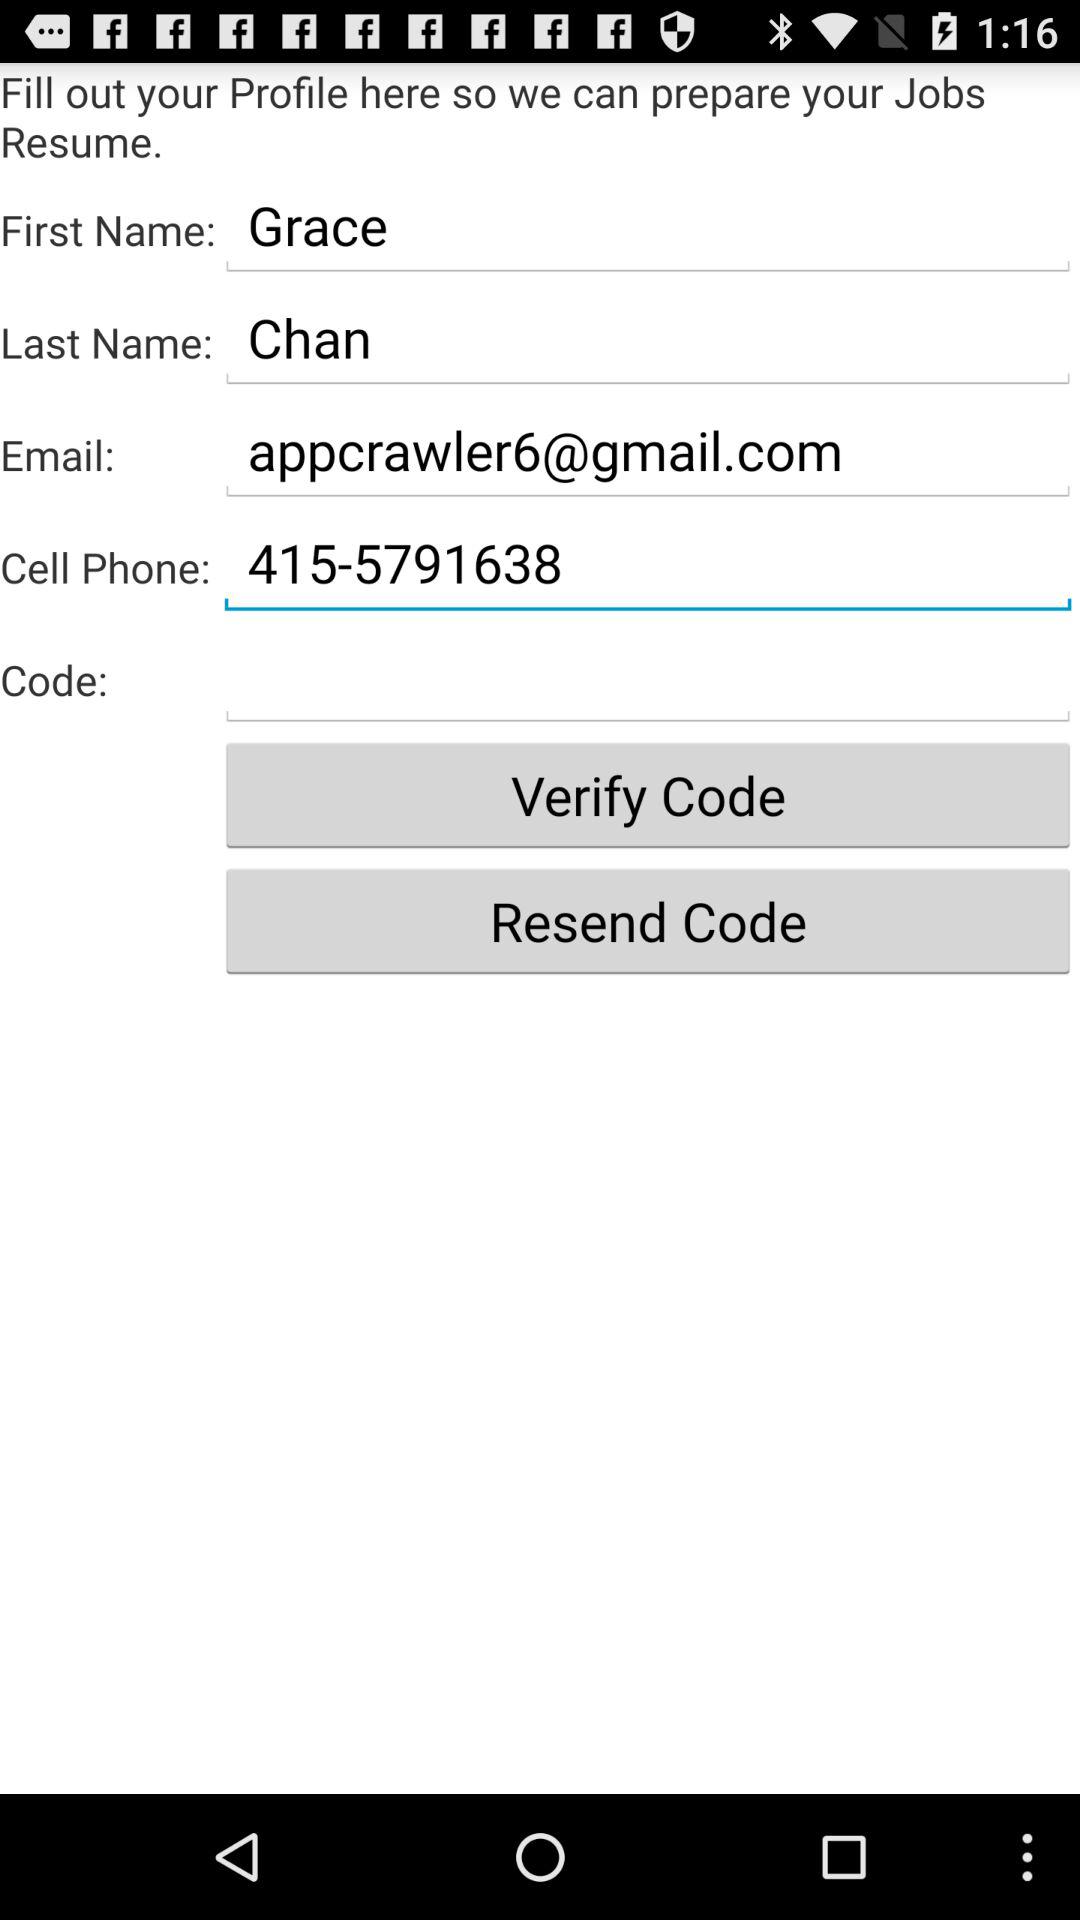 1:16
Fill out your Profile here so we can prepare your Jobs
Resume.
First Name: Grace
Last Name: Chan
Email: appcrawler6@gmail.com
Cell Phone: 415-5791638
Code:
Verify Code
Resend Code